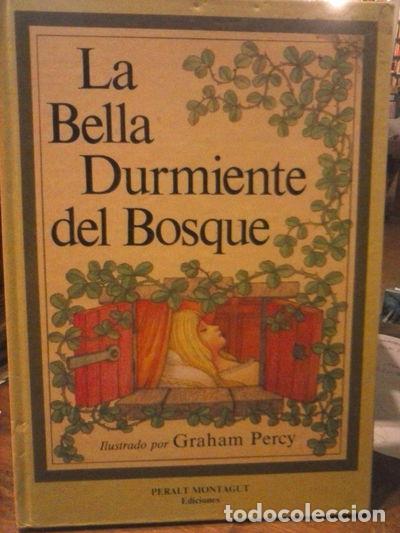 La
Bella
Durmiente
del Bosque
Ilustrado por Graham Percy
PERALT MONTAGUT
Ediciones
todocoleccion